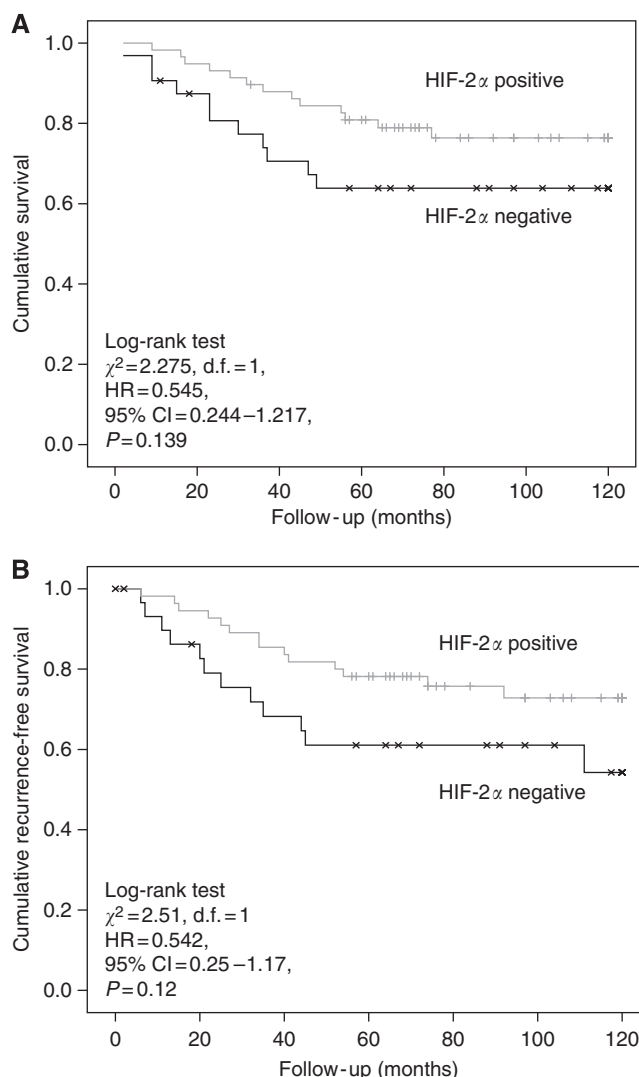 A
1.0
0.8
0.6
0.4
0.2
0.0
Cumulative survival
HIF-2α positive
HIF-2α negative
Log-rank test
χ²=2.275, d.f.=1,
HR=0.545,
95% CI=0.244–1.217,
P=0.139
0 20 40 60 80 100 120
Follow-up (months)
B
1.0
0.8
0.6
0.4
0.2
0.0
Cumulative recurrence-free survival
HIF-2α positive
HIF-2α negative
Log-rank test
χ²=2.51, d.f.=1
HR=0.542,
95% CI=0.25–1.17,
P=0.12
0 20 40 60 80 100 120
Follow-up (months)